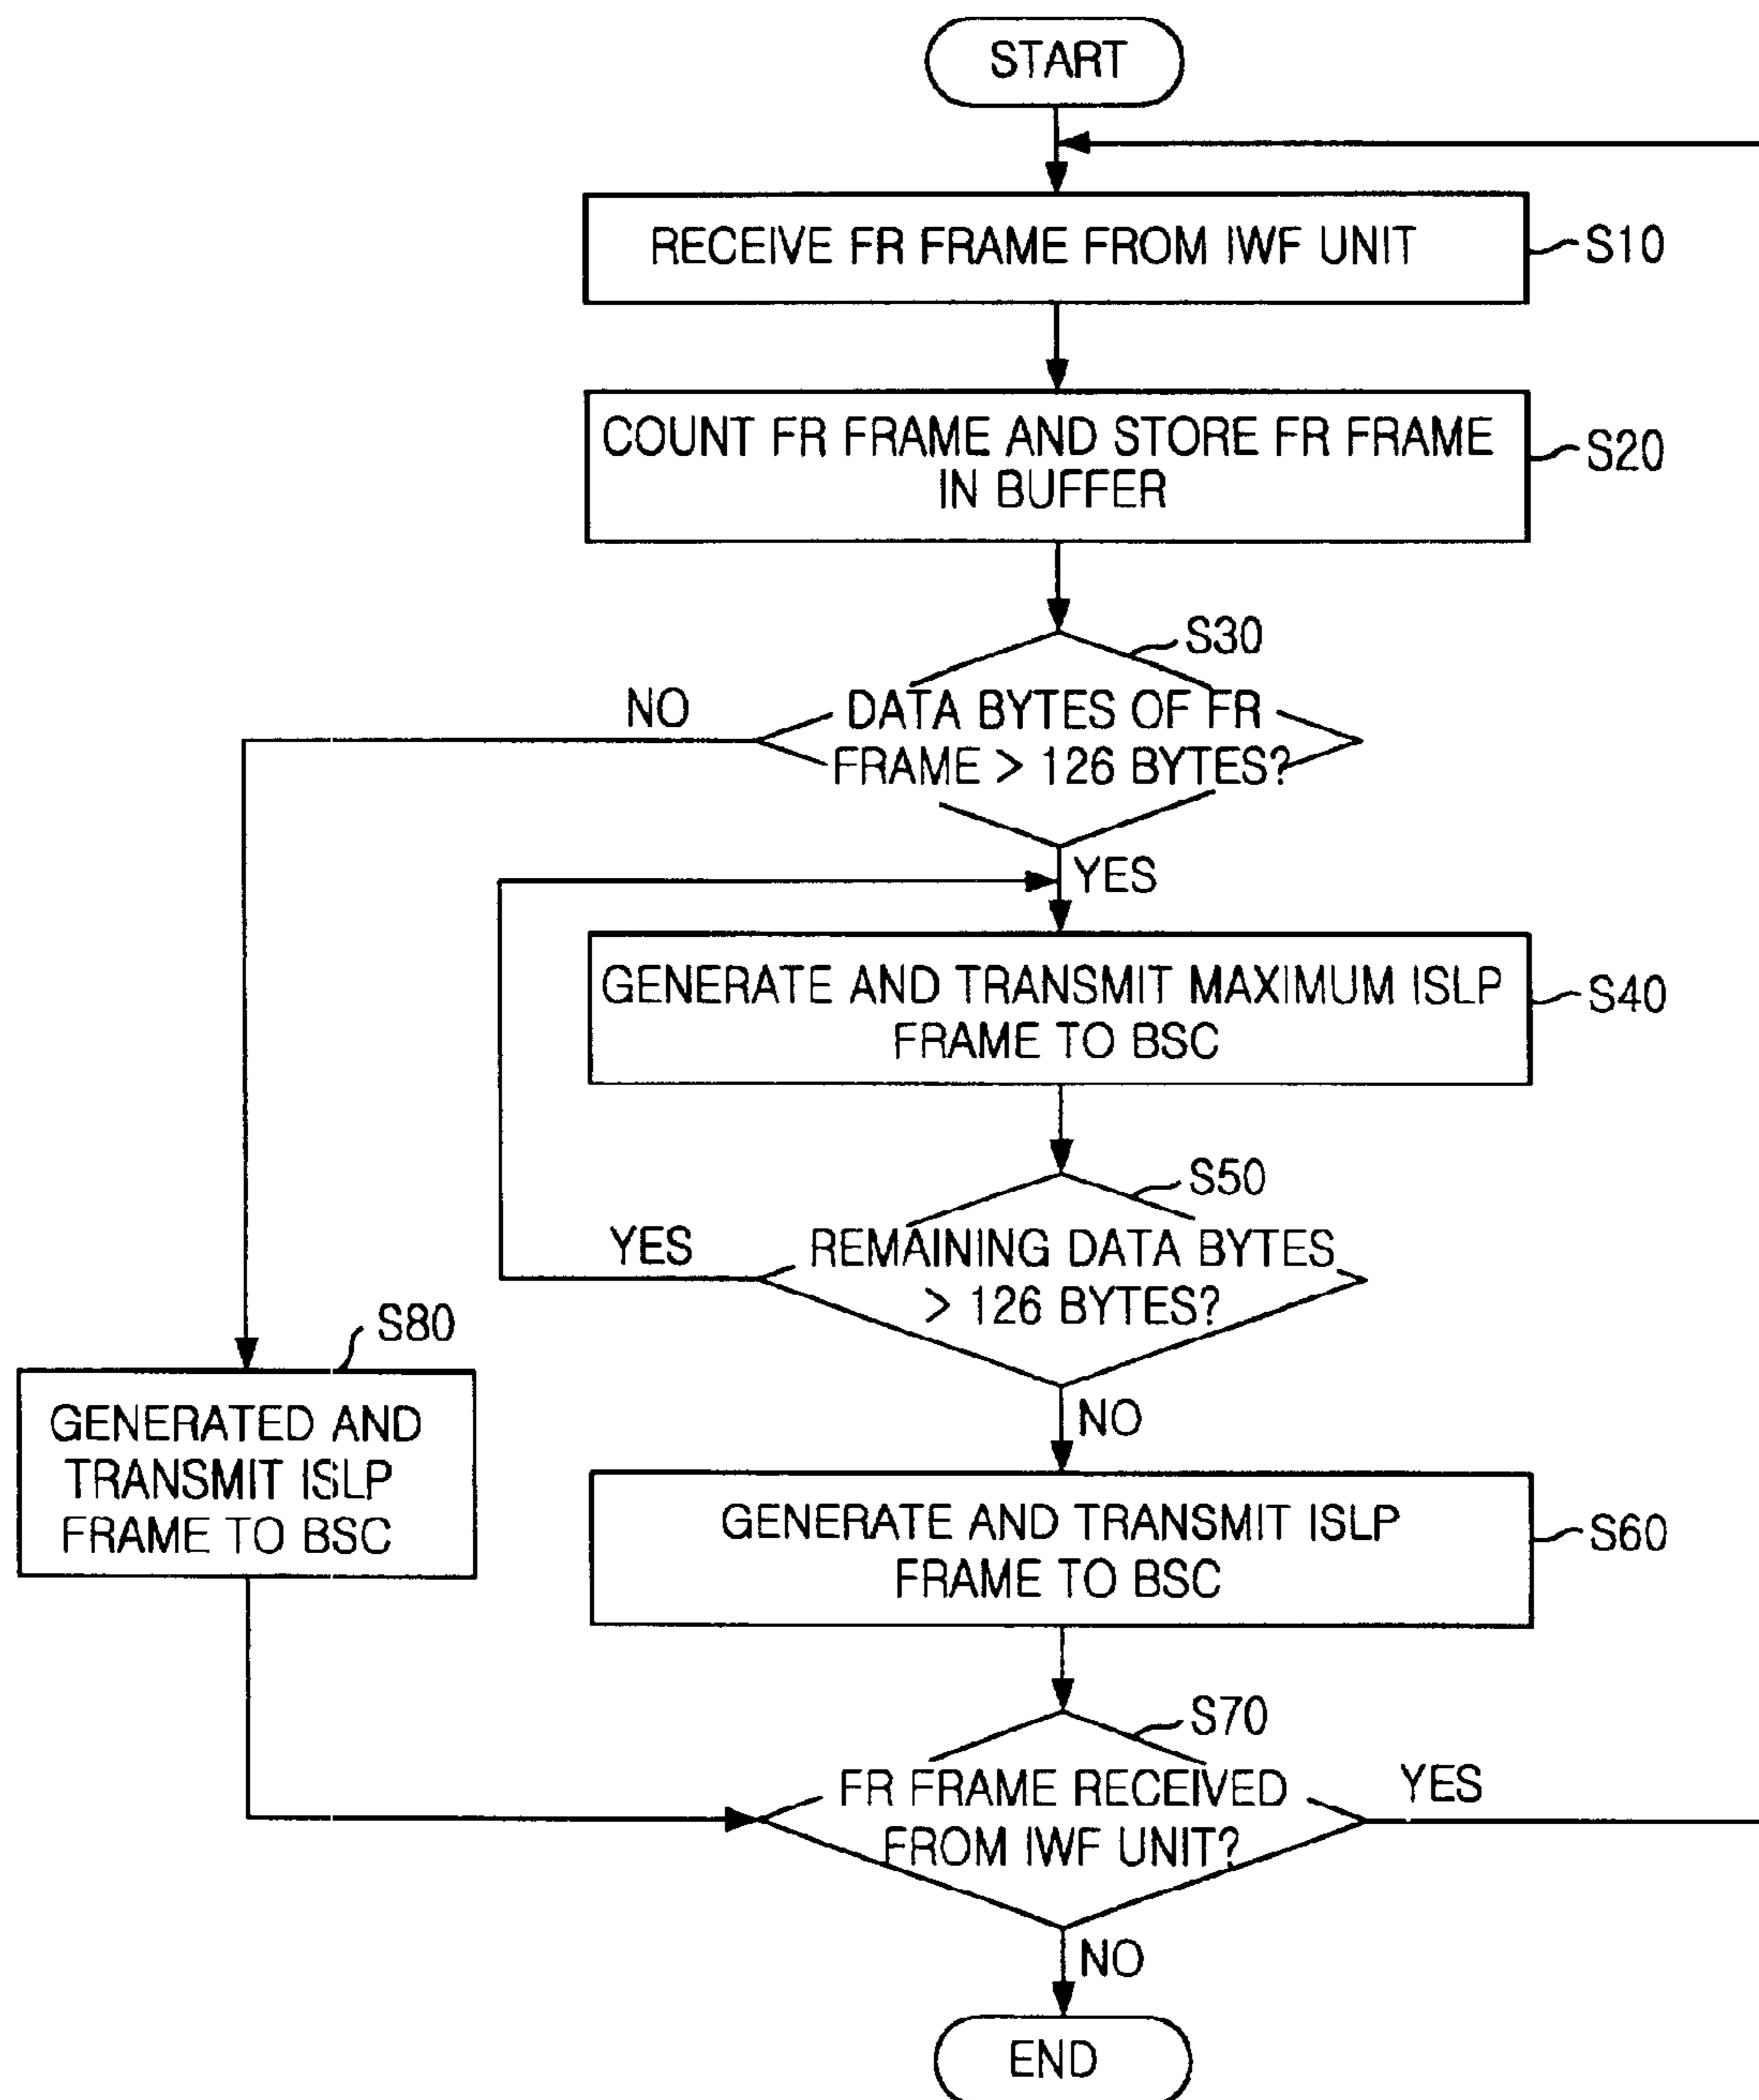 START
RECEIVE FR FRAME FROM IWF UNIT
S10
COUNT FR FRAME AND STORE FR FRAME
IN BUFFER
S20
S30
NO
DATA BYTES OF FR
FRAME > 126 BYTES?
YES
GENERATE AND TRANSMIT MAXIMUM ISLP
FRAME TO BSC
S40
S50
YES
REMAINING DATA BYTES
> 126 BYTES?
S80
NO
GENERATED AND
TRANSMIT ISLP
FRAME TO BSC
GENERATE AND TRANSMIT ISLP
FRAME TO BSC
S60
S70
FR FRAME RECEIVED
FROM IWF UNIT?
YES
NO
END